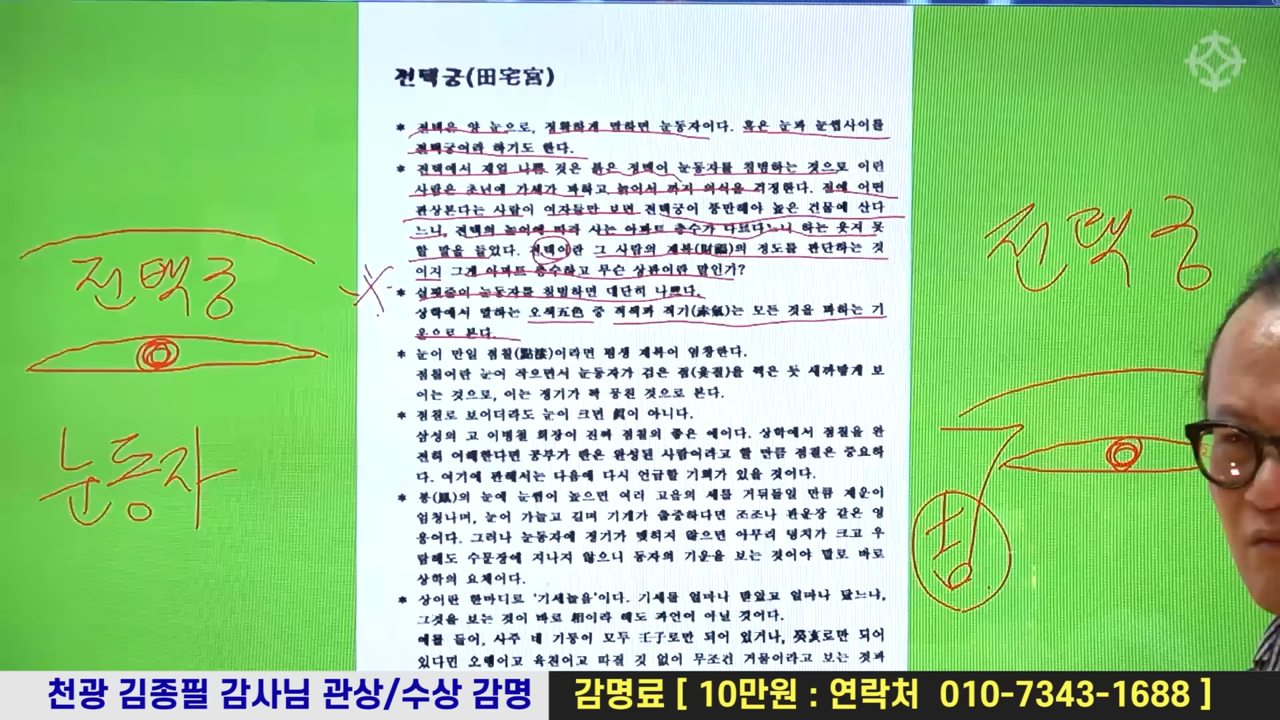 전택궁(田宅宮)
* 전택은 양 눈으로, 정확하게 말하면 눈동자이다. 혹은 눈과 눈썹사이를
전택궁이라 하기도 한다.
* 전택에서 제일 나쁜 것은 붉은 정맥이 눈동자를 침범하는 것으로 이런
사람은 초년에 가세가 파하고 늙어서 까지 의식을 걱정한다. 절에 어떤
관상본다는 사람이 여자들만 보면 전택궁이 풍만해야 높은 건물에 산다
느니, 전택의 높이에 따라 사는 아파트 층수가 다르다느니 하는 웃지 못
할 말을 들었다. 전택이란 그 사람의 재복(財福)의 정도를 판단하는 것
이지 그게 아파트 층수하고 무슨 상관이란 말인가?
* 실핏줄이 눈동자를 침범하면 대단히 나쁘다.
상학에서 말하는 오색五色 중 적색과 적기(赤氣)는 모든 것을 파하는 기
운으로 본다.
* 눈이 만일 점칠(點漆)이라면 평생 재복이 엄청한다.
점칠이란 눈이 작으면서 눈동자가 검은 점(옻칠)을 찍은 듯 새까맣게 보
이는 것으로, 이는 정기가 꽉 뭉친 것으로 본다.
* 점칠로 보이더라도 눈이 크면 眞이 아니다.
삼성의 고 이병철 회장이 진짜 점칠의 좋은 예이다. 상학에서 점칠을 완
전히 이해한다면 공부가 반은 완성된 사람이라고 할 만큼 점칠은 중요하
다. 여기에 관해서는 다음에 다시 언급할 기회가 있을 것이다.
* 봉(鳳)의 눈에 눈썹이 높으면 여러 고을의 세를 거둬들일 만큼 재운이
엄청나며, 눈이 가늘고 길며 기개가 출중하다면 조조나 관운장 같은 영
웅이다. 그러나 눈동자에 정기가 맺히지 않으면 아무리 덩치가 크고 우
람해도 수문장에 지나지 않으니 동자의 기운을 보는 것이야 말로 바로
상학의 요체이다.
* 상이란 한마디로 '기세놀음'이다. 기세를 얼마나 받았고 얼마나 탔느냐,
그것을 보는 것이 바로 相이라 해도 과언이 아닐 것이다.
예를 들어, 사주 네 기둥이 모두 壬子로만 되어 있거나, 癸亥로만 되어
있다면 오행이고 육친이고 따질 것 없이 무조건 거물이라고 보는 것과
전택궁
눈동자
전택궁
천광 김종필 감사님 관상/수상 감명
감명료 [ 10만원 : 연락처 010-7343-1688 ]